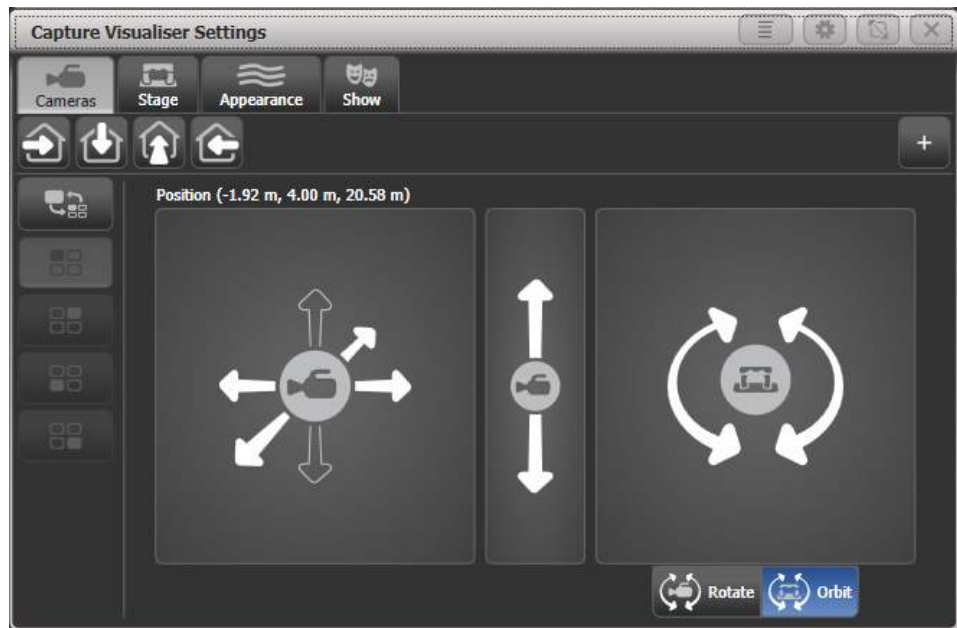 Capture Visualiser Settings
Cameras Stage Appearance Show
+
Position (-1.92 m, 4.00 m, 20.58 m)
Rotate Orbit